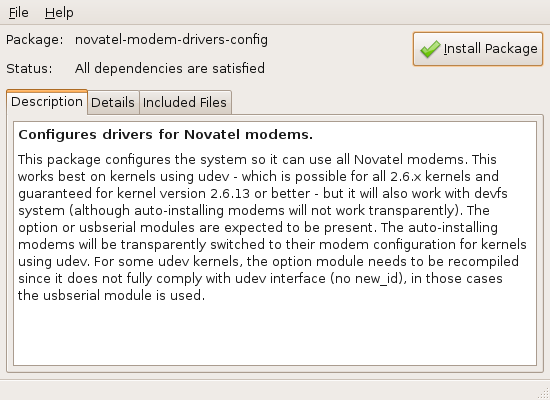 File Help
Package: novatel-modem-drivers-config
Install Package
Status: All dependencies are satisfied
Description Details Included Files
Configures drivers for Novatel modems.
This package configures the system so it can use all Novatel modems. This
works best on kernels using udev - which is possible for all 2.6.x kernels and
guaranteed for kernel version 2.6.13 or better - but it will also work with devfs
system (although auto-installing modems will not work transparently). The
option or usbserial modules are expected to be present. The auto-installing
modems will be transparently switched to their modem configuration for kernels
using udev. For some udev kernels, the option module needs to be recompiled
since it does not fully comply with udev interface (no new_id), in those cases
the usbserial module is used.